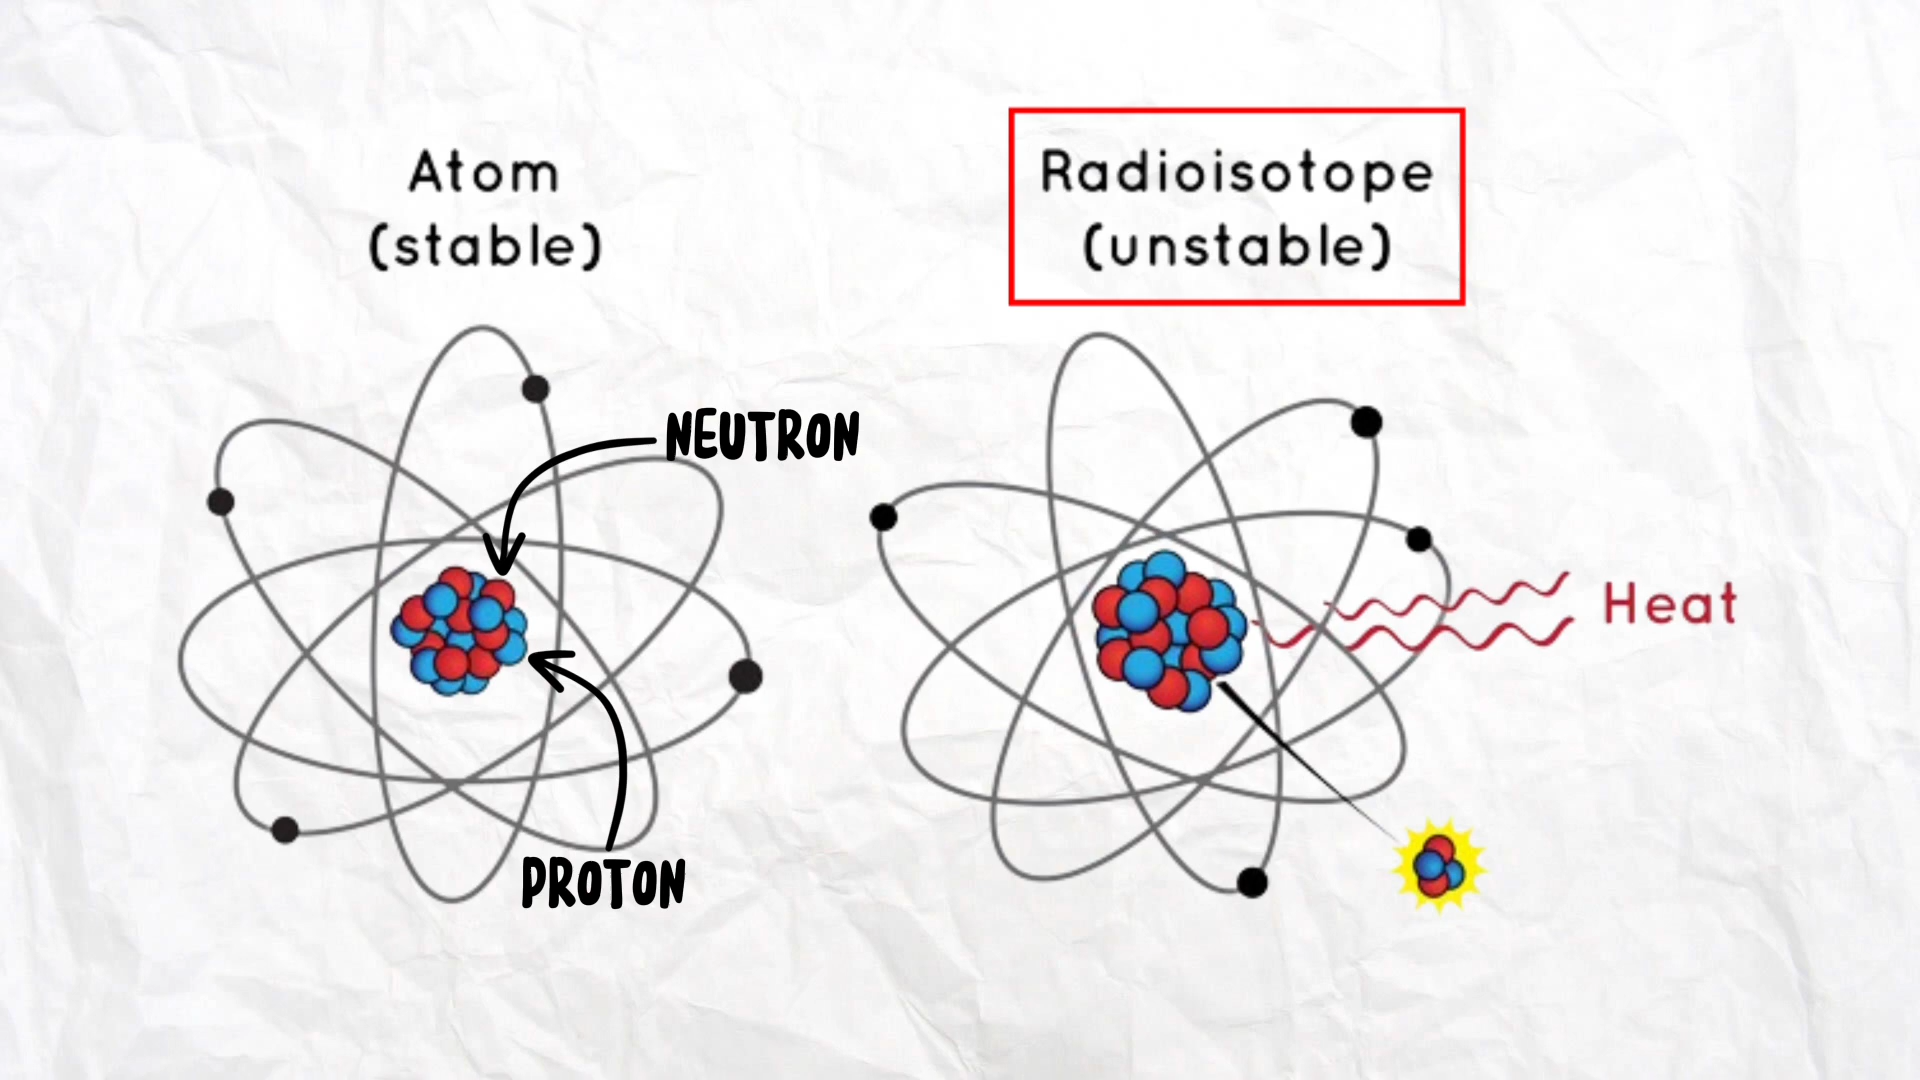 Atom
(stable)
Radioisotope
(unstable)
NEUTRON
Heat
PROTON